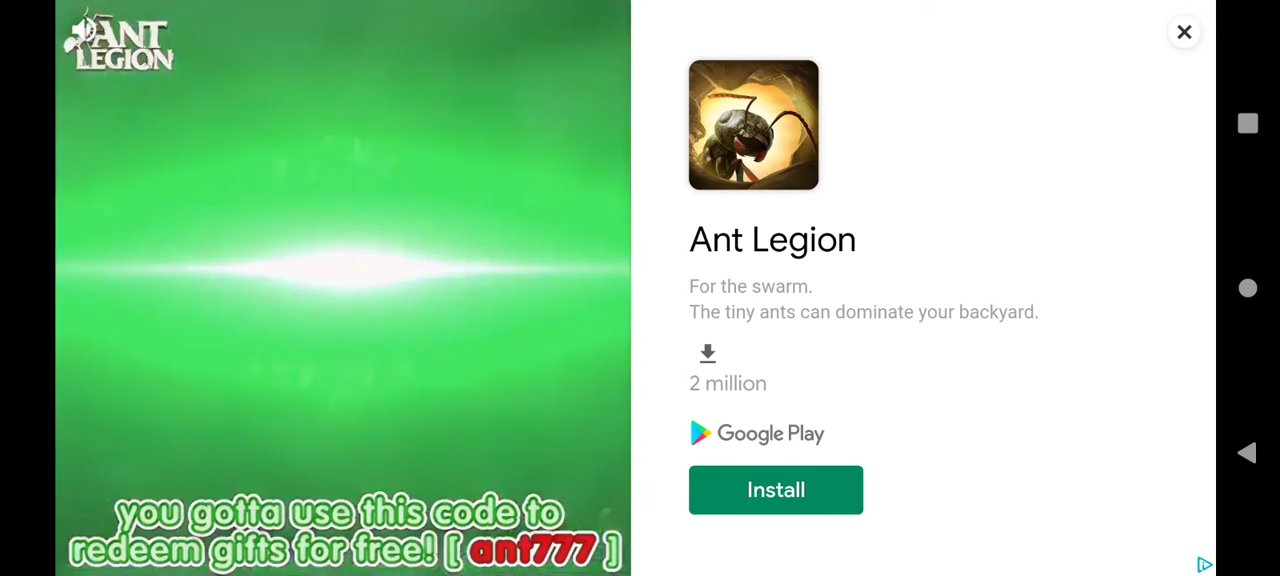 ANT
LEGION
you gotta use this code to
redeem gifts for free! [ ant777 ]
Ant Legion
For the swarm.
The tiny ants can dominate your backyard.
2 million
Google Play
Install